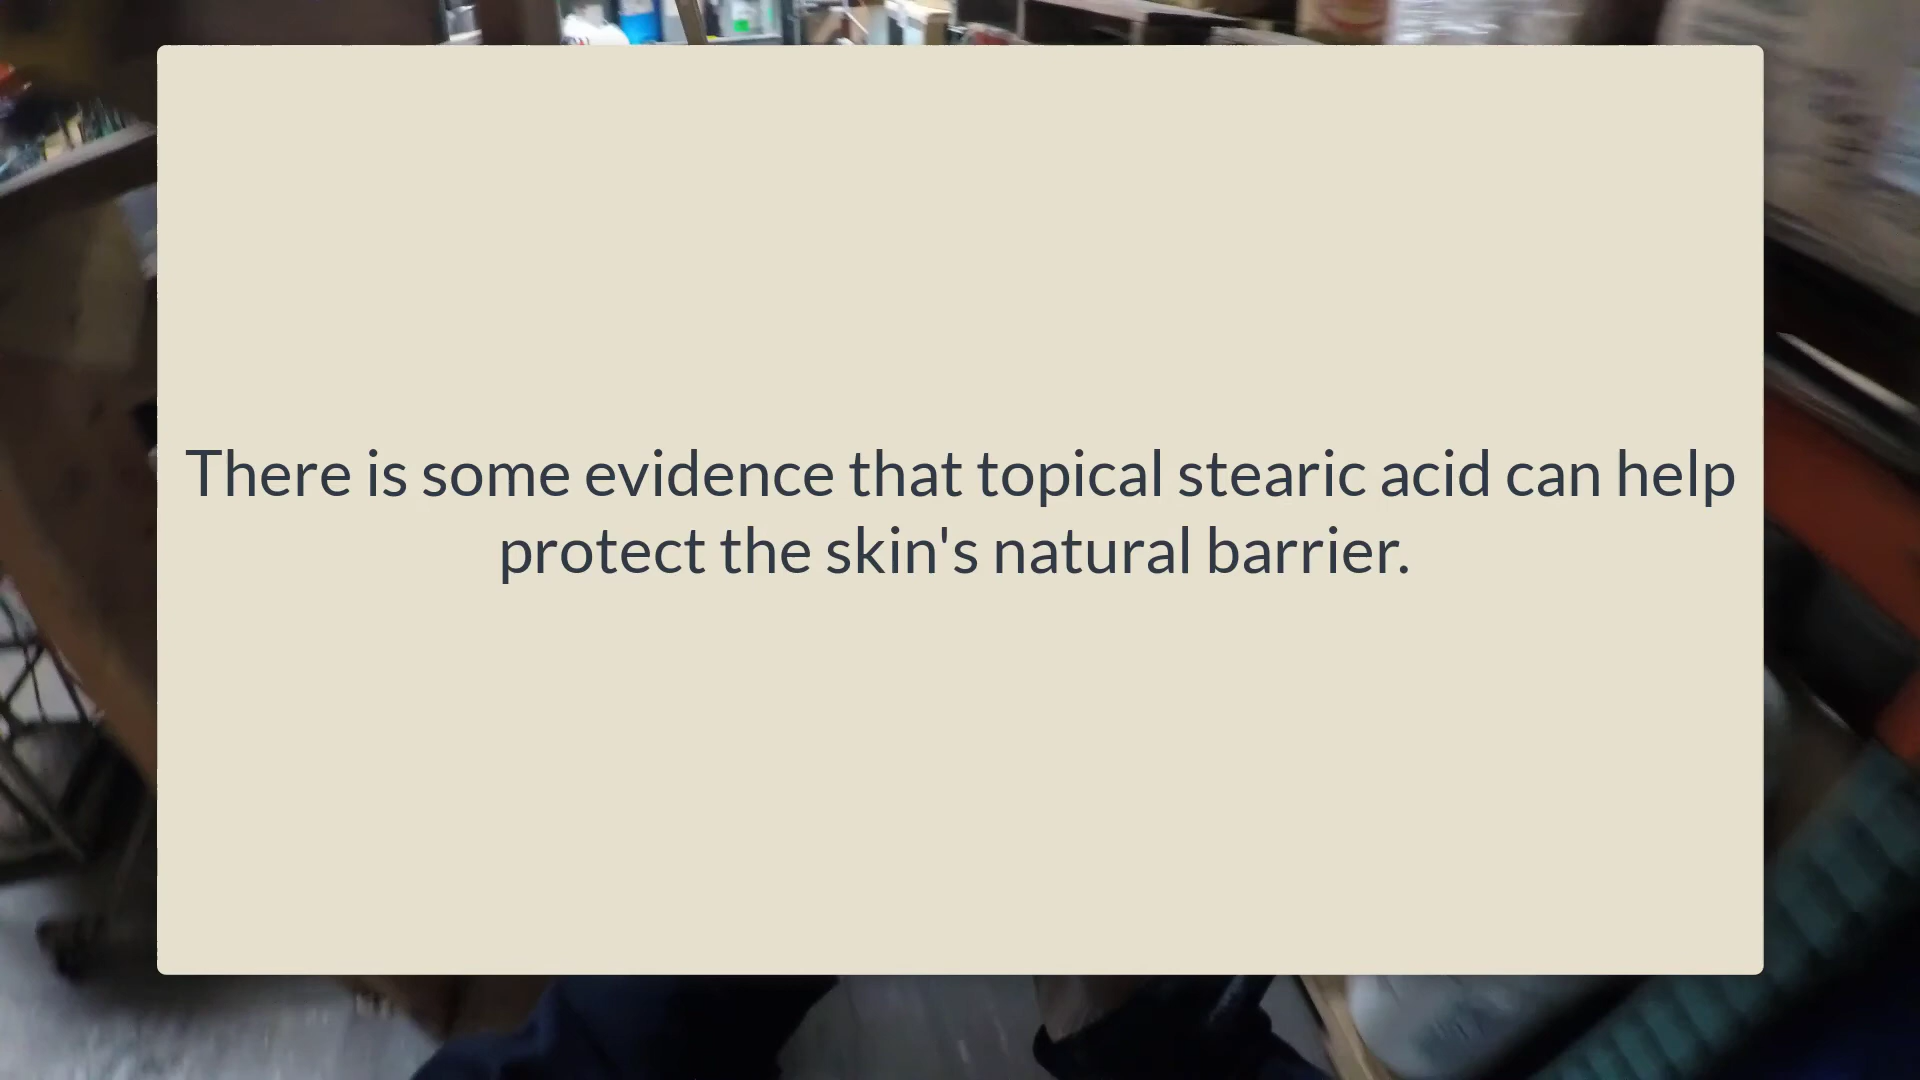 There is some evidence that topical stearic acid can help
protect the skin's natural barrier.